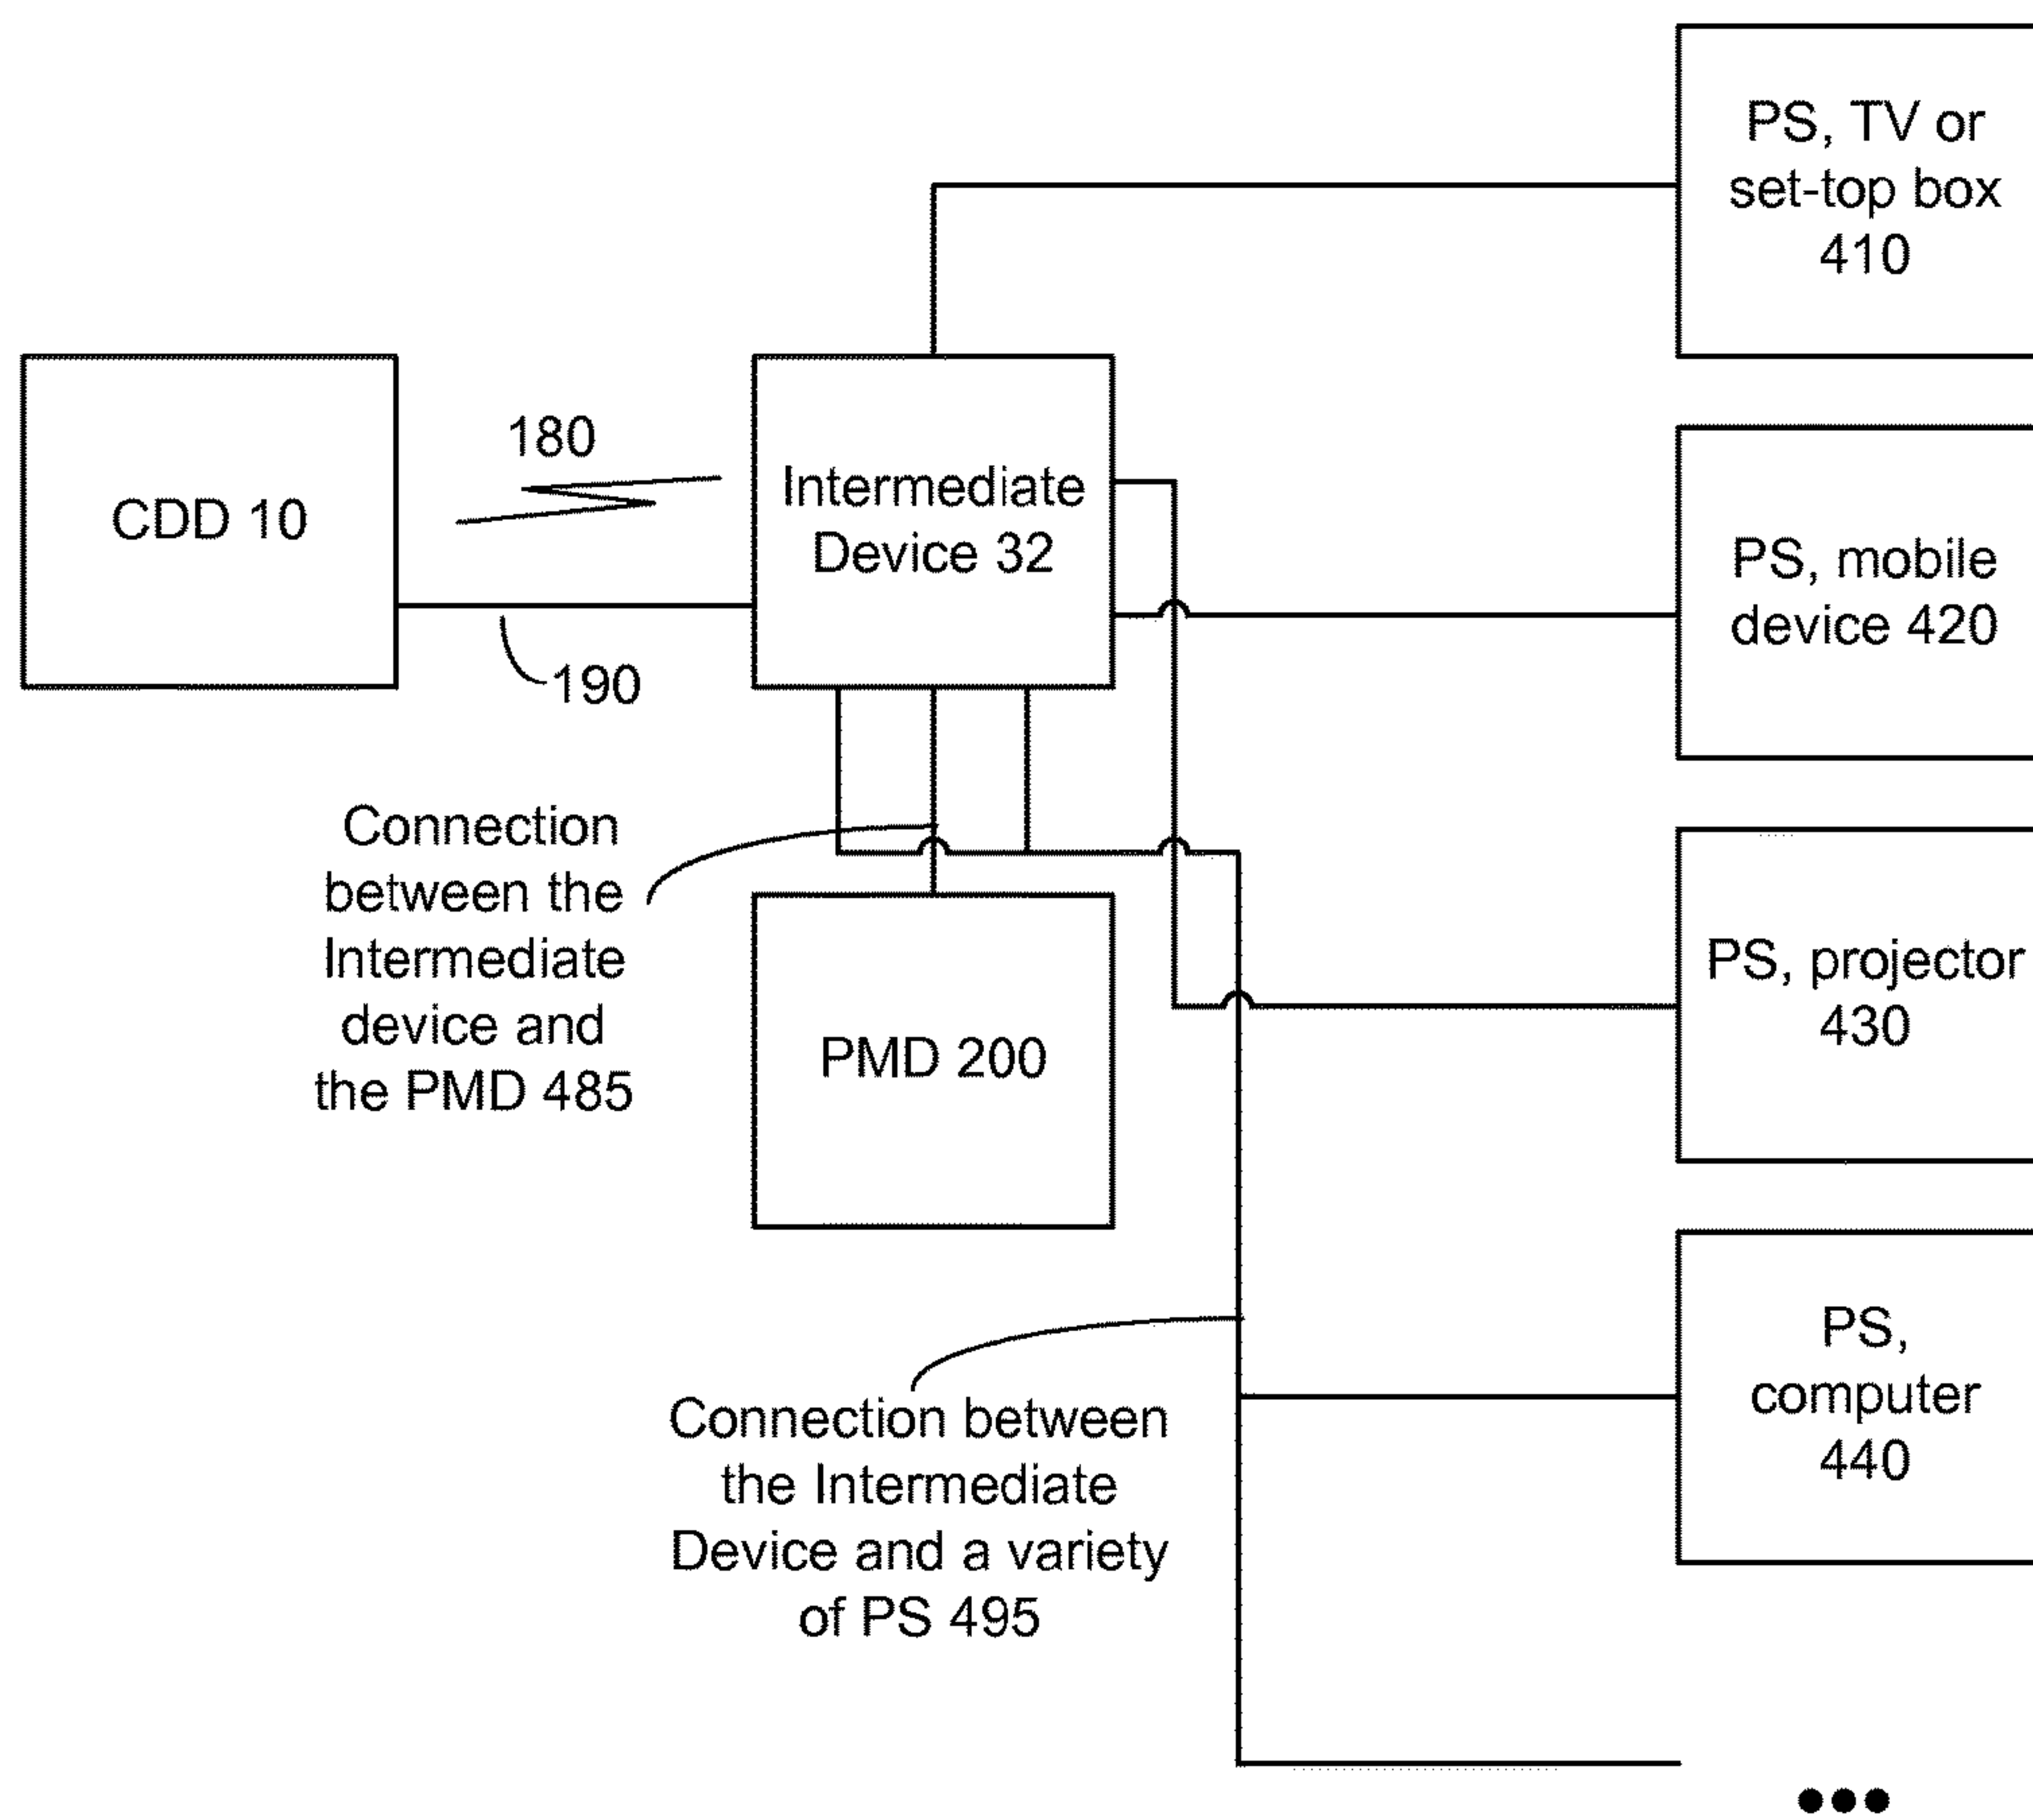 PS, TV or
set-top box
410
CDD 10
180
190
Intermediate
Device 32
PS, mobile
device 420
Connection
between the
Intermediate
device and
the PMD 485
PMD 200
PS, projector
430
PS,
computer
440
Connection between
the Intermediate
Device and a variety
of PS 495
•••